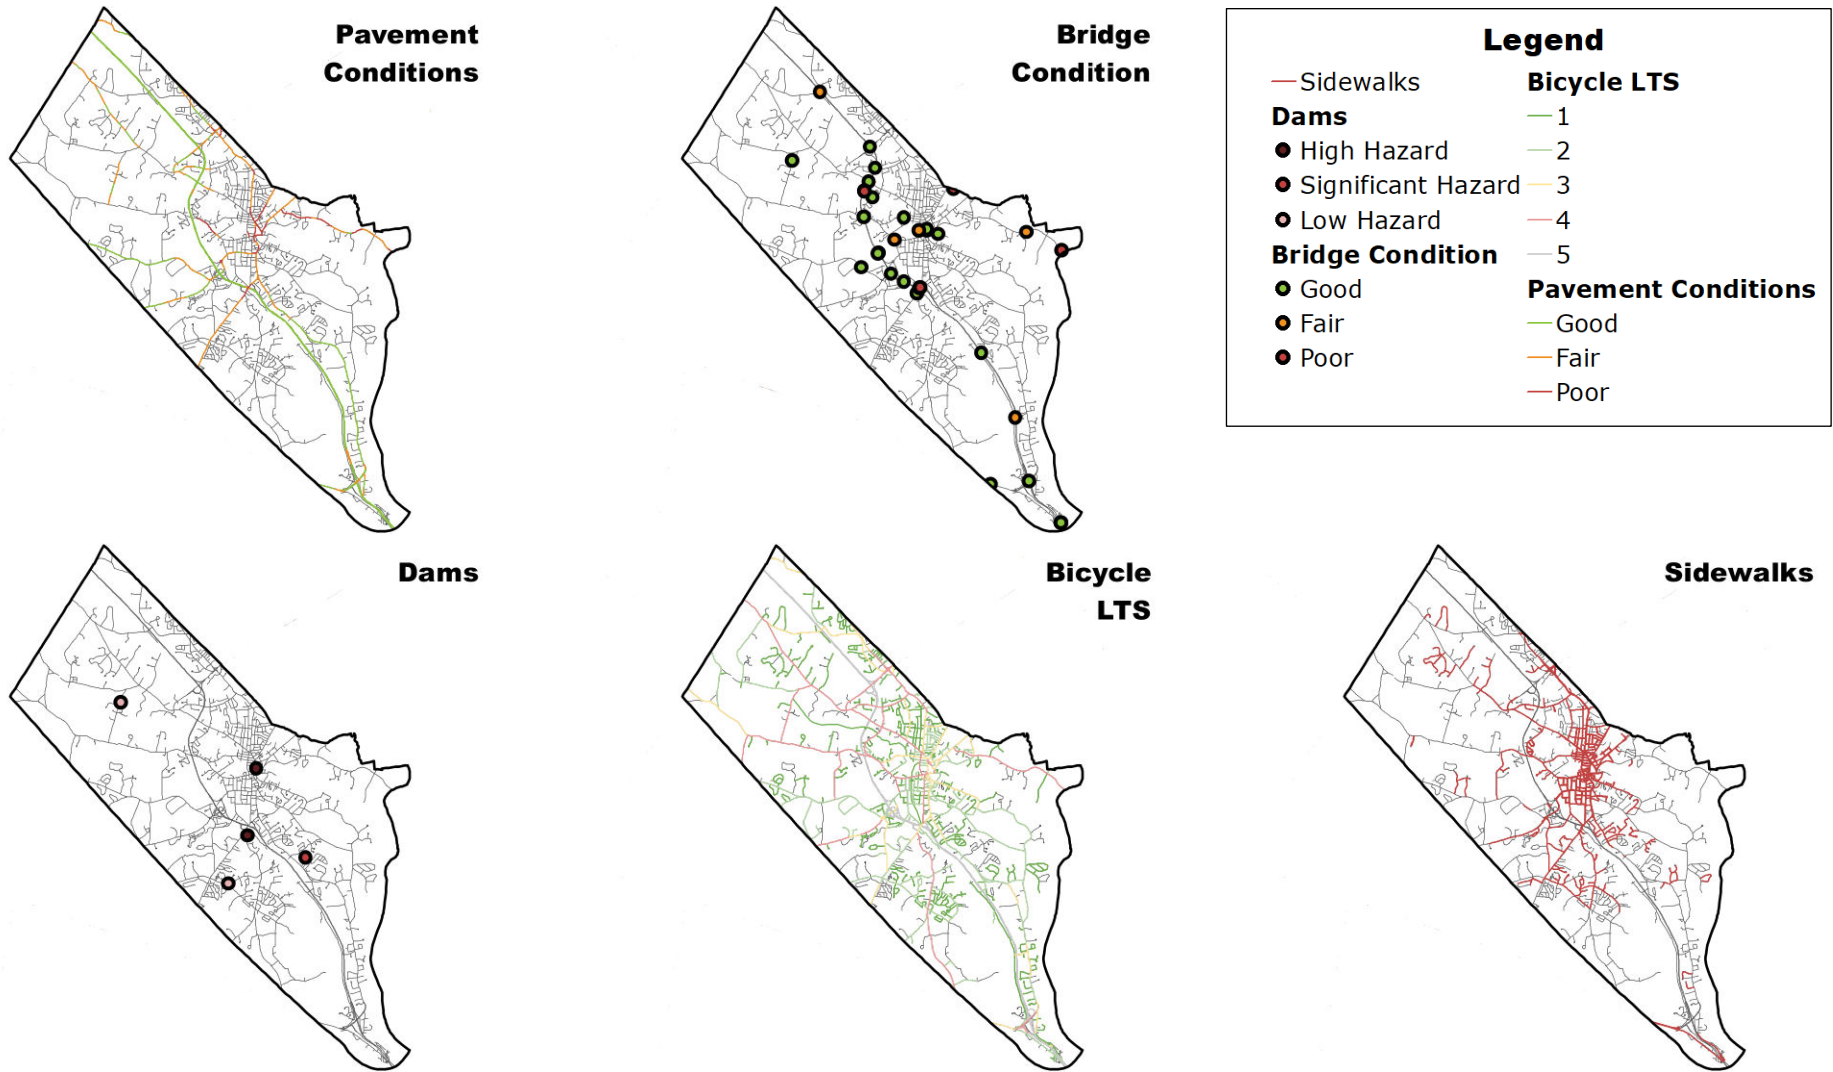 Pavement
Conditions
Bridge
Condition
Legend
Sidewalks
Dams
High Hazard
Significant Hazard
Low Hazard
Bridge Condition
Good
Fair
Poor
Bicycle LTS
1
2
3
4
5
Pavement Conditions
Good
Fair
Poor
Dams
Bicycle
LTS
Sidewalks